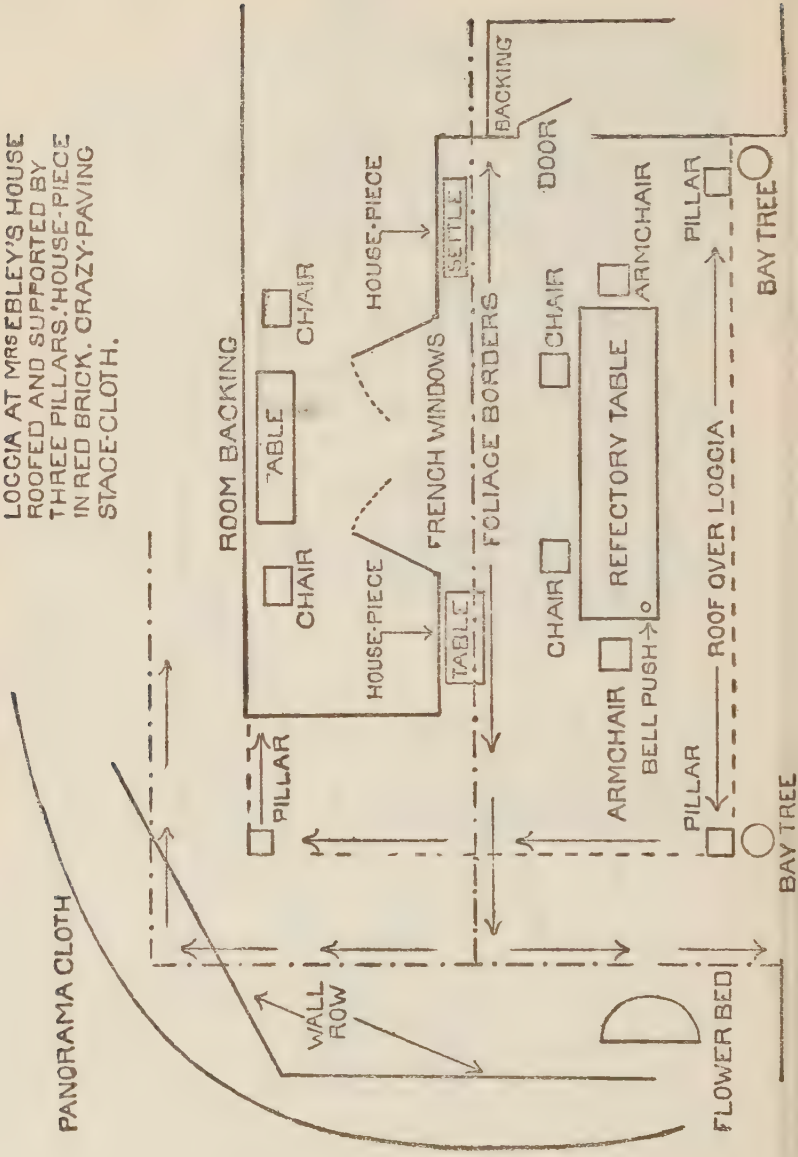 LOGGIA AT MRS EBLEY'S HOUSE
ROOFED AND SUPPORTED BY
THREE PILLARS. HOUSE-PIECE
IN RED BRICK. CRAZY-PAVING
STACE-CLOTH.
PANORAMA CLOTH
ROOM BACKING
CHAIR
TABLE
CHAIR
PILLAR
HOUSE-PIECE
HOUSE-PIECE
FRENCH WINDOWS
TABLE
SETTLE
BACKING
FOLIAGE BORDERS
DOOR
WALL
ROW
CHAIR
CHAIR
ARMCHAIR
REFECTORY TABLE
ARMCHAIR
BELL PUSH
PILLAR
ROOF OVER LOGGIA
PILLAR
FLOWER BED
BAY TREE
BAY TREE